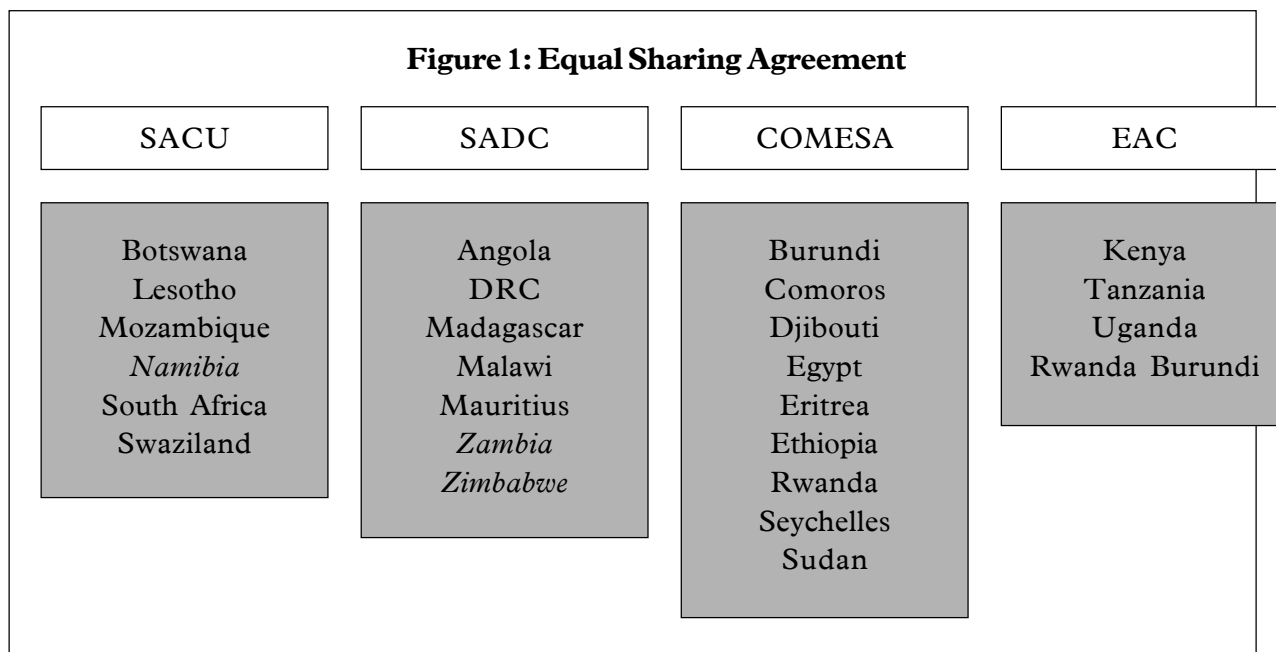 Figure 1: Equal Sharing Agreement
SACU
Botswana
Lesotho
Mozambique
Namibia
South Africa
Swaziland
SADC
Angola
DRC
Madagascar
Malawi
Mauritius
Zambia
Zimbabwe
COMESA
Burundi
Comoros
Djibouti
Egypt
Eritrea
Ethiopia
Rwanda
Seychelles
Sudan
EAC
Kenya
Tanzania
Uganda
Rwanda Burundi